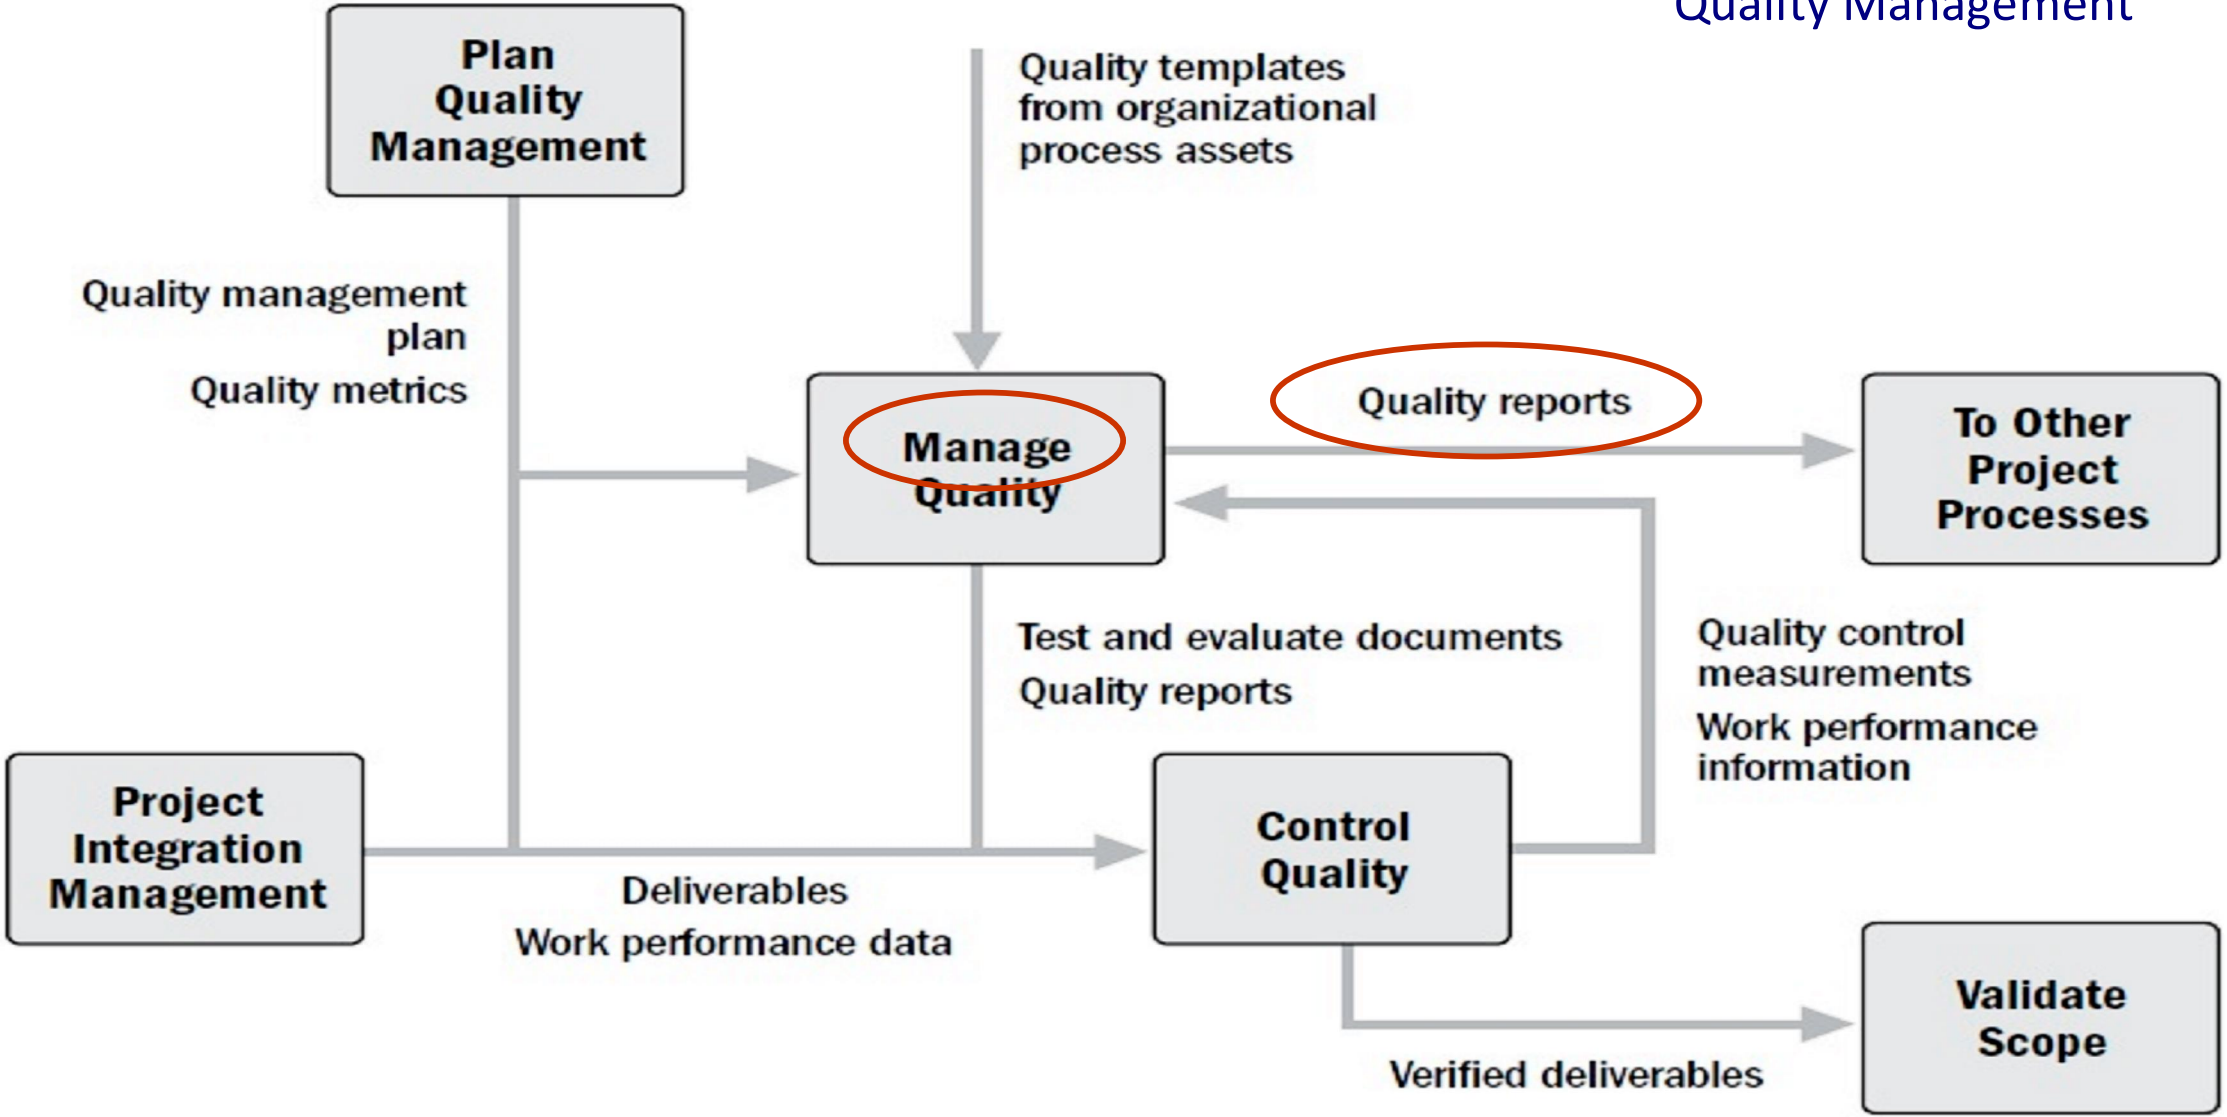 Quality Management
Plan
Quality
Management
Quality templates
from organizational
process assets
Quality management
plan
Quality metrics
Manage
Quality
Quality reports
To Other
Project
Processes
Test and evaluate documents
Quality reports
Quality control
measurements
Work performance
information
Project
Integration
Management
Deliverables
Work performance data
Control
Quality
Validate
Scope
Verified deliverables